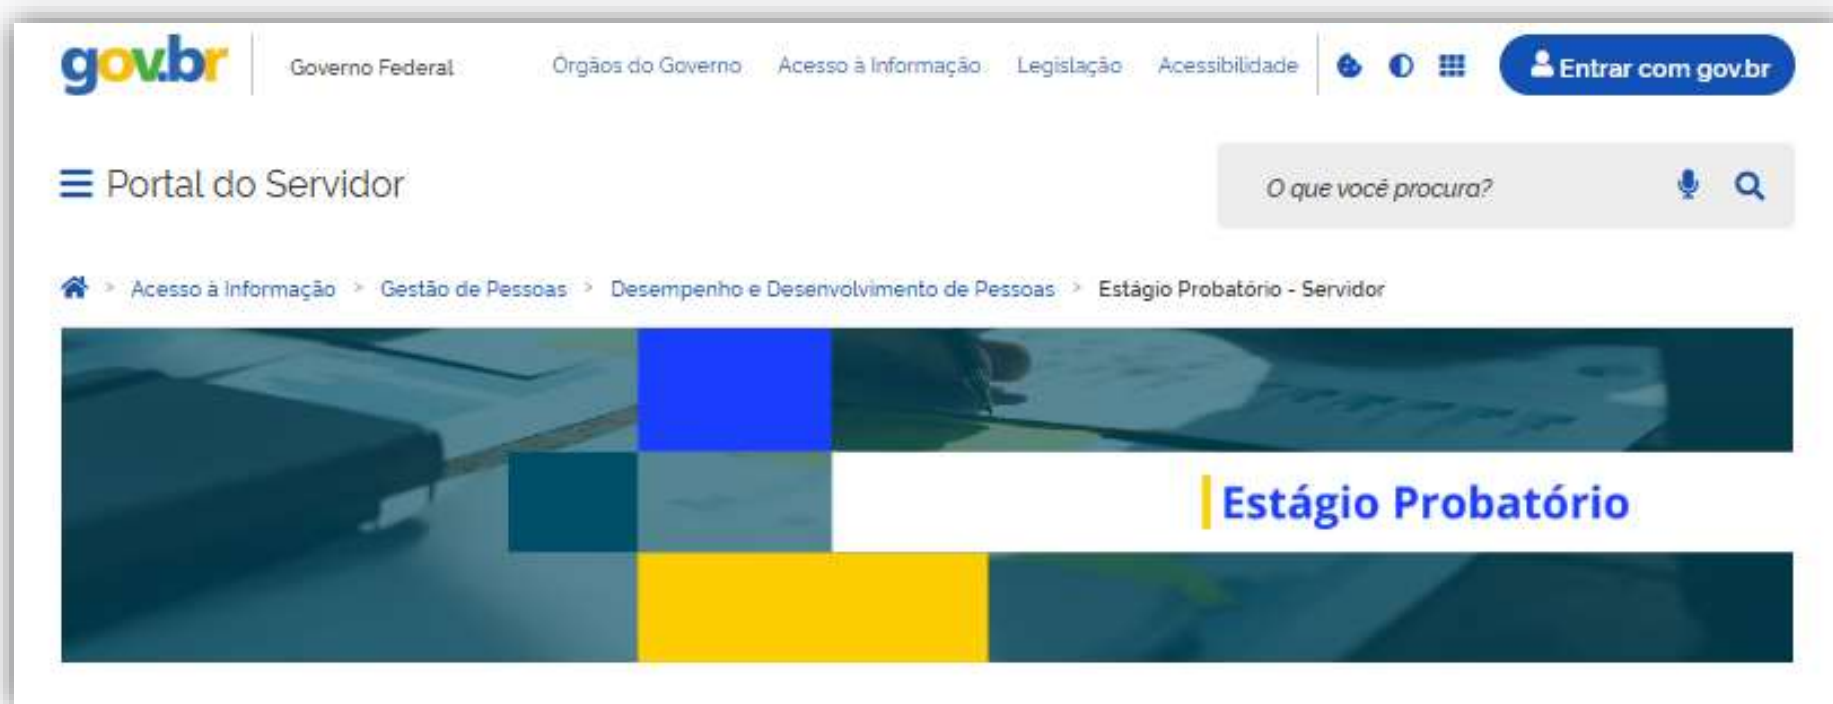 gov.br
Governo Federal
Órgãos do Governo Acesso à Informação Legislação Acessibilidade
Entrar com gov.br
Portal do Servidor
O que você procura?
> Acesso à Informação > Gestão de Pessoas > Desempenho e Desenvolvimento de Pessoas > Estágio Probatório - Servidor
Estágio Probatório